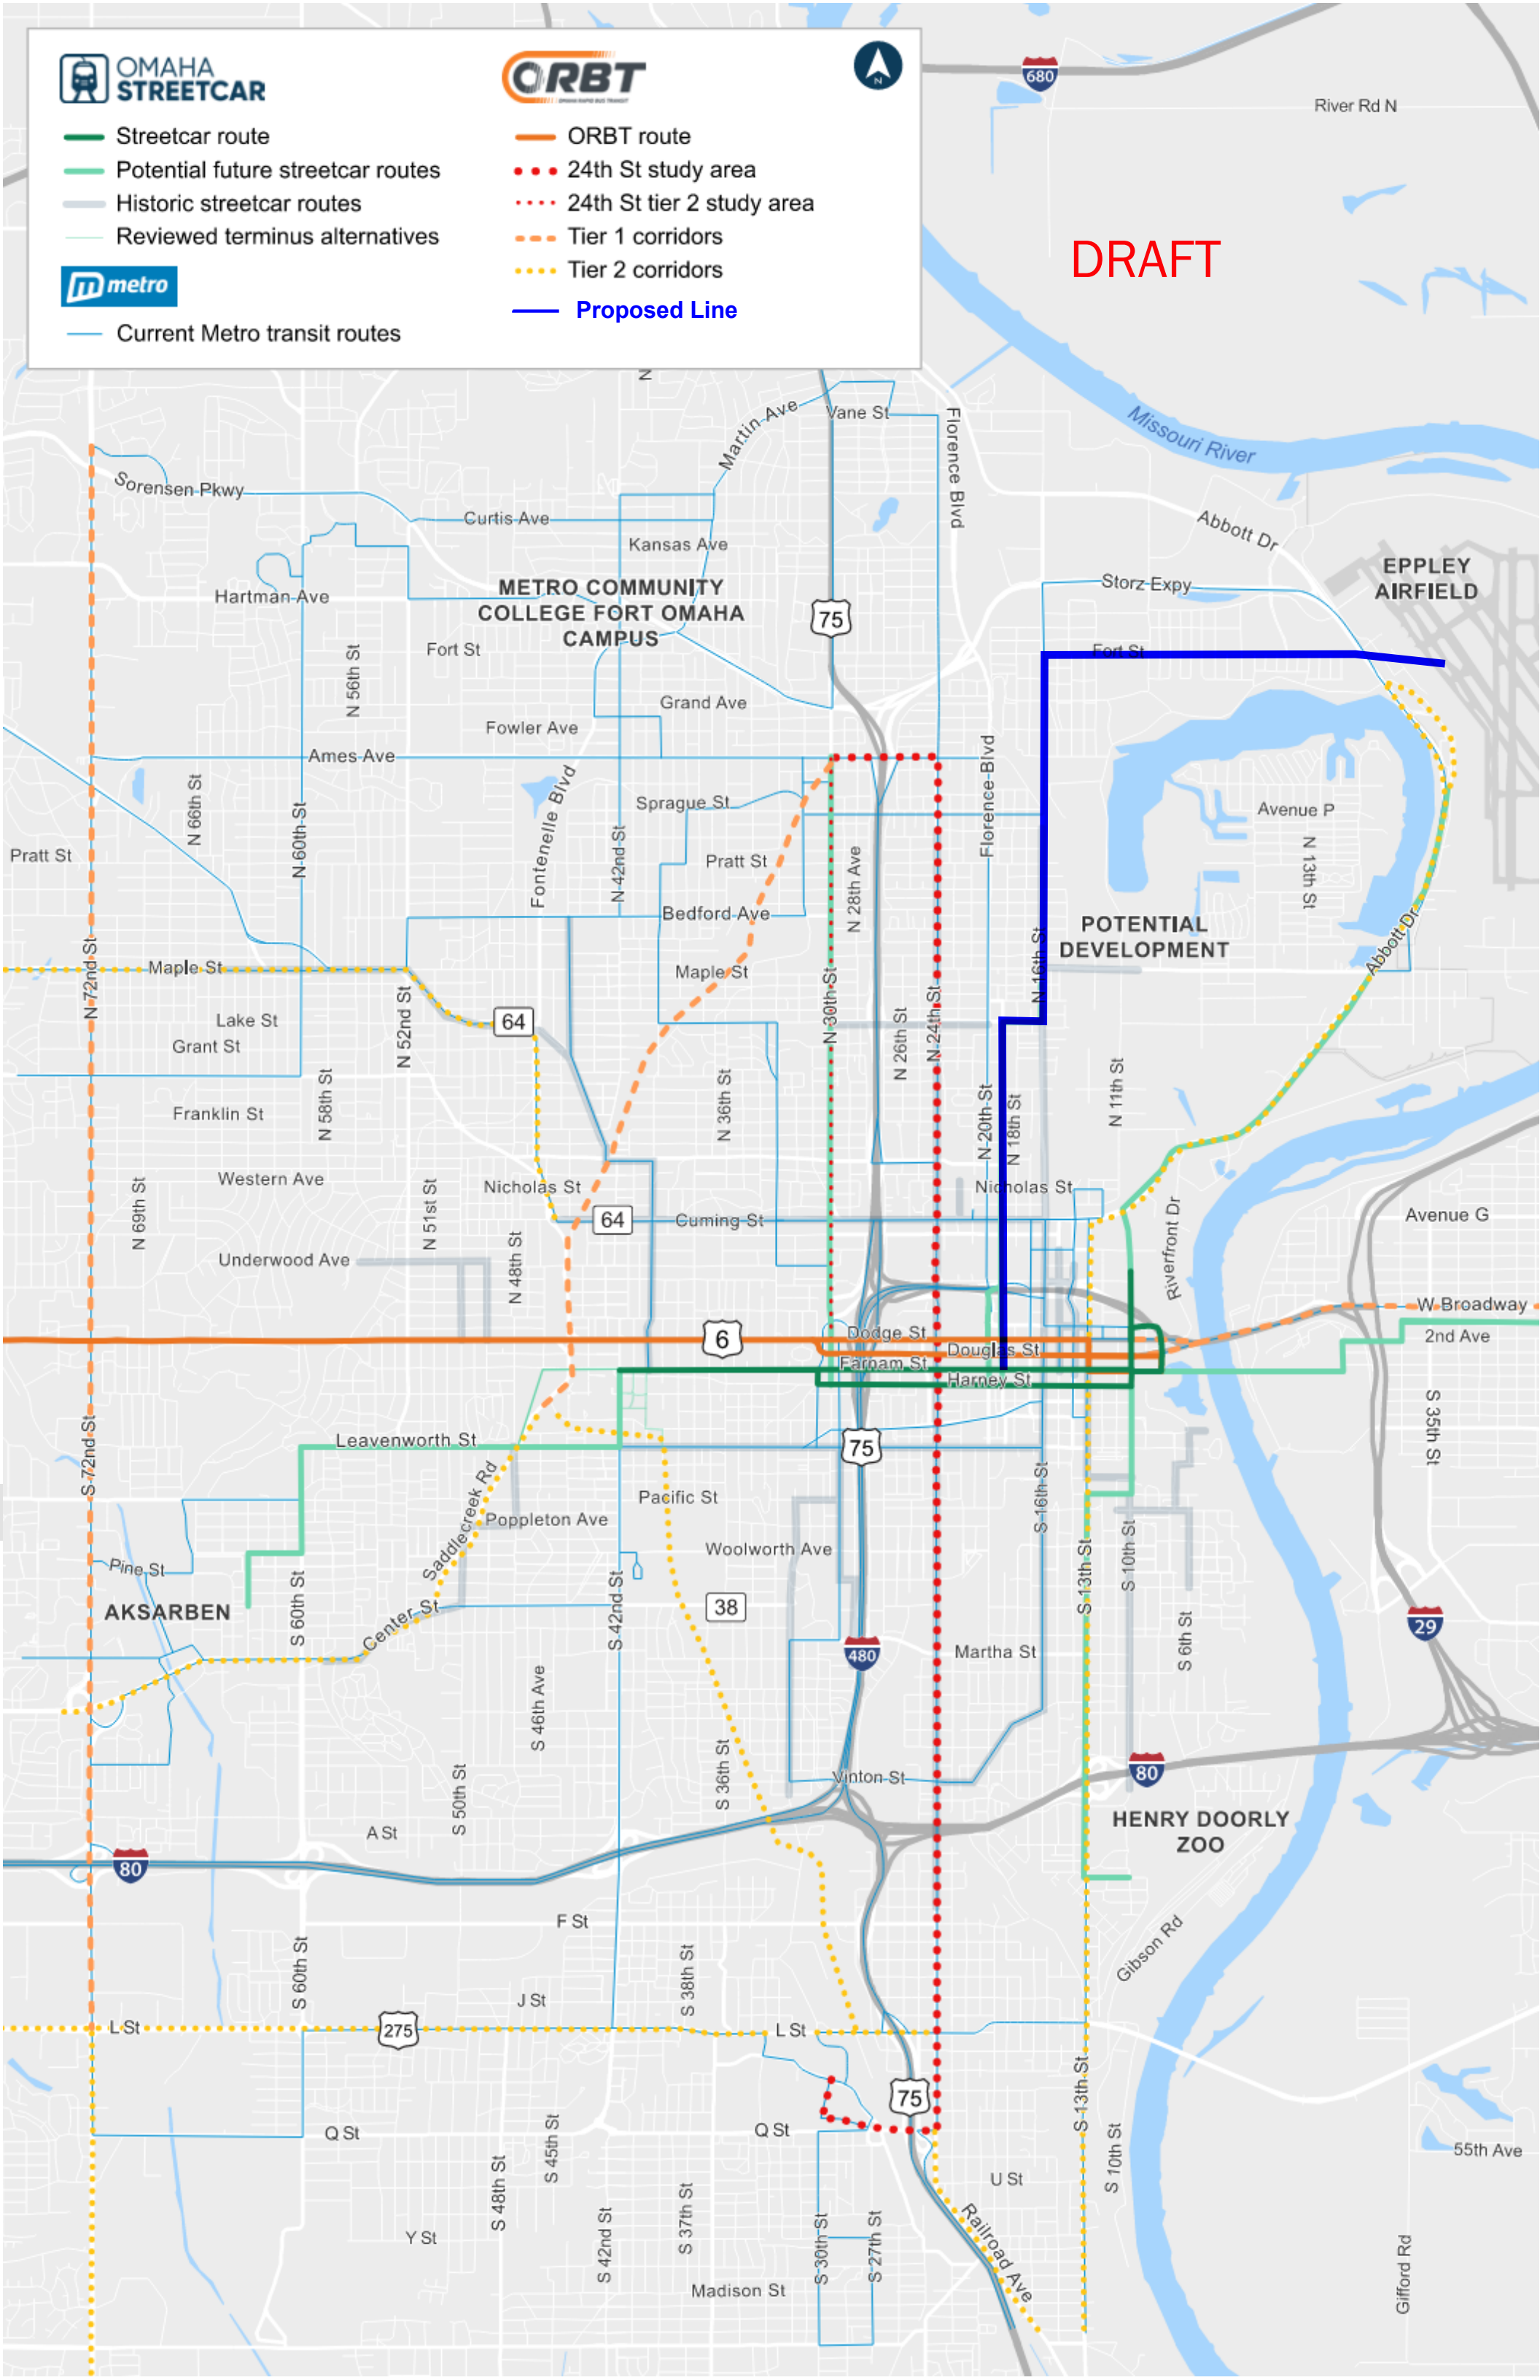 OMAHA
STREETCAR
Streetcar route
Potential future streetcar routes
Historic streetcar routes
Reviewed terminus alternatives
metro
Current Metro transit routes
ORBT
OMAHA RAPID BUS TRANSIT
ORBT route
24th St study area
24th St tier 2 study area
Tier 1 corridors
Tier 2 corridors
Proposed Line
N
680
River Rd N
DRAFT
Missouri River
N
Martin Ave
Vane St
Florence Blvd
Sorensen Pkwy
Curtis Ave
Kansas Ave
Abbott Dr
EPPLEY
AIRFIELD
Storz Expy
Hartman Ave
METRO COMMUNITY
COLLEGE FORT OMAHA
CAMPUS
75
Fort St
Fort St
N 56th St
Grand Ave
Fowler Ave
Ames Ave
Florence Blvd
N 66th St
N 60th St
Fontenelle Blvd
Sprague St
N 42nd St
Avenue P
N 13th St
Pratt St
Pratt St
N 28th Ave
Bedford Ave
POTENTIAL
DEVELOPMENT
N 72nd St
Maple St
Maple St
N 30th St
N 24th St
N 16th St
Abbott Dr
N 52nd St
Lake St
64
Grant St
N 26th St
N 58th St
Franklin St
N 36th St
N 20th St
N 18th St
N 11th St
Western Ave
N 69th St
N 51st St
Nicholas St
Nicholas St
64
Cuming St
Riverfront Dr
Avenue G
Underwood Ave
N 48th St
W Broadway
6
Dodge St
Douglas St
Farnam St
Harney St
2nd Ave
S 72nd St
Leavenworth St
75
S 35th St
Saddlecreek Rd
Pacific St
S 16th St
Poppleton Ave
Woolworth Ave
S 13th St
S 10th St
Pine St
AKSARBEN
S 60th St
Center St
S 42nd St
38
480
Martha St
S 6th St
29
S 46th Ave
S 36th St
Vinton St
80
S 50th St
A St
HENRY DOORLY
ZOO
80
F St
Gibson Rd
S 60th St
S 38th St
J St
L St
275
L St
75
S 13th St
Q St
Q St
S 45th St
S 48th St
S 10th St
55th Ave
U St
Y St
S 42nd St
S 37th St
S 30th St
S 27th St
Railroad Ave
Madison St
Gifford Rd